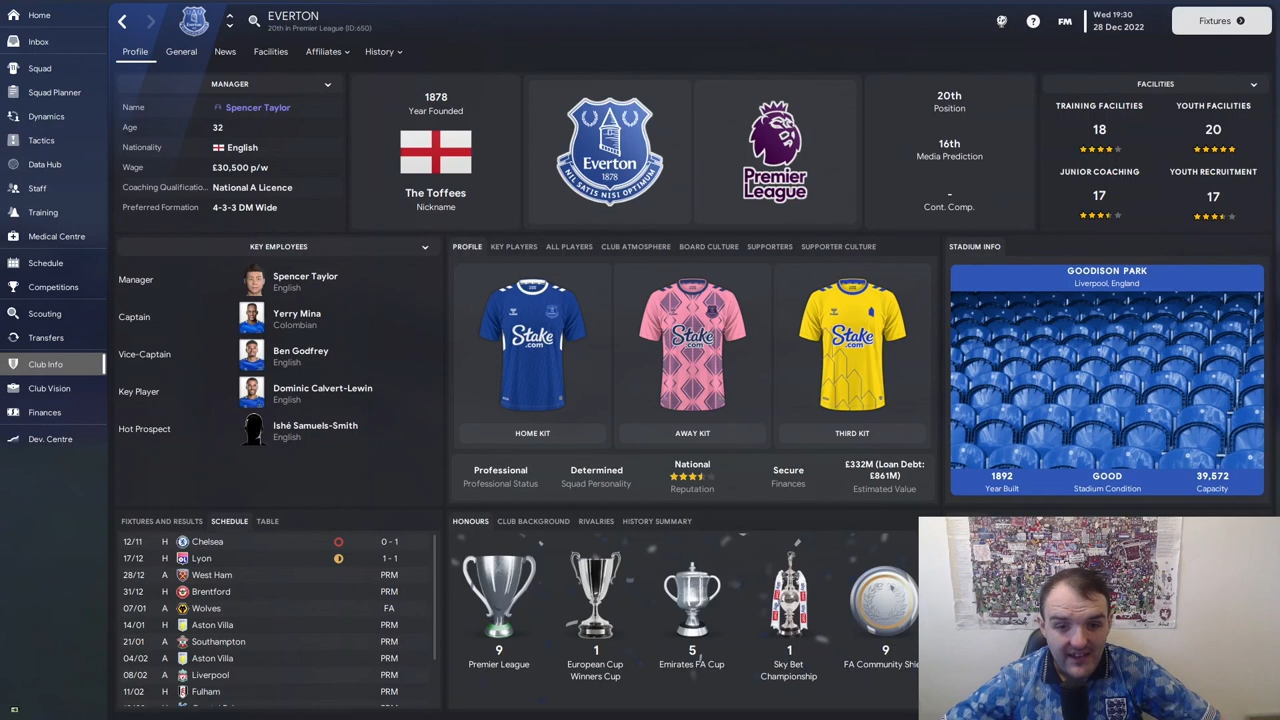 Home
Inbox
Squad
Squad Planner
Dynamics
Tactics
Data Hub
Staff
Training
Medical Centre
Schedule
Competitions
Scouting
Transfers
Club Info
Club Vision
Finances
Dev. Centre
EVERTON
20th in Premier League (ID:650)
FM
Wed 19:30
28 Dec 2022
Fixtures
Profile
General
News
Facilities
Affiliates
History
MANAGER
Name Spencer Taylor
Age 32
Nationality English
Wage £30,500 p/w
Coaching Qualificatio... National A Licence
Preferred Formation 4-3-3 DM Wide
1878
Year Founded
The Toffees
Nickname
Everton
1878
NIL SATIS NISI OPTIMUM
Premier
League
20th
Position
16th
Media Prediction
-
Cont. Comp.
FACILITIES
TRAINING FACILITIES
18
YOUTH FACILITIES
20
JUNIOR COACHING
17
YOUTH RECRUITMENT
17
KEY EMPLOYEES
Manager Spencer Taylor
English
Captain Yerry Mina
Colombian
Vice-Captain Ben Godfrey
English
Key Player Dominic Calvert-Lewin
English
Hot Prospect Ishé Samuels-Smith
English
PROFILE
KEY PLAYERS
ALL PLAYERS
CLUB ATMOSPHERE
BOARD CULTURE
SUPPORTERS
SUPPORTER CULTURE
Stake
.com
HOME KIT
Stake
.com
AWAY KIT
Stake
.com
THIRD KIT
Professional
Professional Status
Determined
Squad Personality
National
Reputation
Secure
Finances
£332M (Loan Debt:
£861M)
Estimated Value
STADIUM INFO
GOODISON PARK
Liverpool, England
1892
Year Built
GOOD
Stadium Condition
39,572
Capacity
FIXTURES AND RESULTS
SCHEDULE
TABLE
12/11 H Chelsea 0 - 1
17/12 H Lyon 1 - 1
28/12 A West Ham PRM
31/12 H Brentford PRM
07/01 A Wolves FA
14/01 H Aston Villa PRM
21/01 A Southampton PRM
04/02 A Aston Villa PRM
08/02 A Liverpool PRM
11/02 H Fulham PRM
HONOURS
CLUB BACKGROUND
RIVALRIES
HISTORY SUMMARY
9
Premier League
1
European Cup
Winners Cup
5
Emirates FA Cup
1
Sky Bet
Championship
9
FA Community Shie